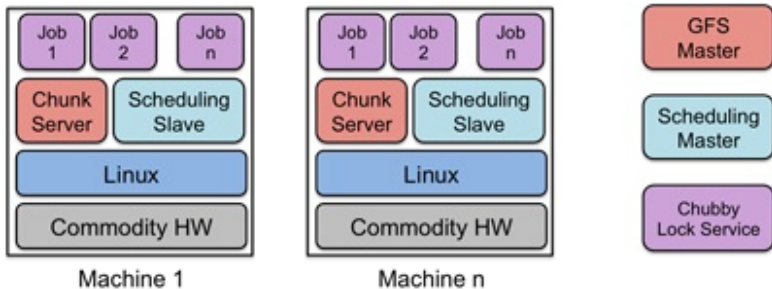 Job
1
Job
2
Job
n
Chunk
Server
Scheduling
Slave
Linux
Commodity HW
Machine 1
Job
1
Job
2
Job
n
Chunk
Server
Scheduling
Slave
Linux
Commodity HW
Machine n
GFS
Master
Scheduling
Master
Chubby
Lock Service